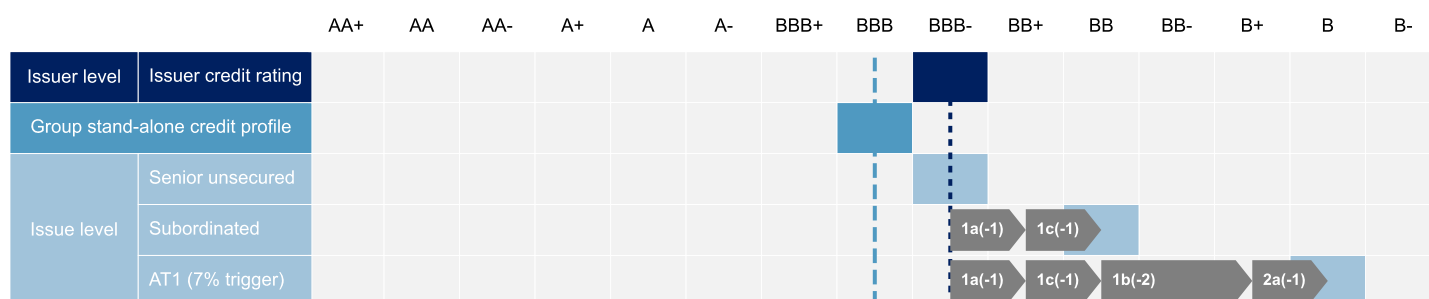 AA+ AA AA- A+ A A- BBB+ BBB BBB- BB+ BB BB- B+ B B-
Issuer level Issuer credit rating
Group stand-alone credit profile
Senior unsecured
Issue level Subordinated 1a(-1) 1c(-1)
AT1 (7% trigger) 1a(-1) 1c(-1) 1b(-2) 2a(-1)